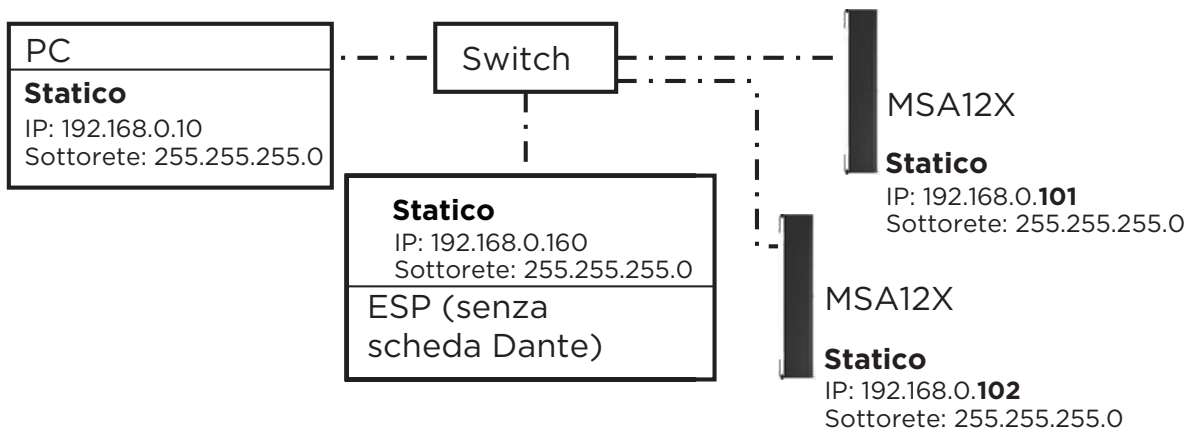 PC
Statico
IP: 192.168.0.10
Sottorete: 255.255.255.0
Switch
MSA12X
Statico
IP: 192.168.0.101
Sottorete: 255.255.255.0
Statico
IP: 192.168.0.160
Sottorete: 255.255.255.0
ESP (senza
scheda Dante)
MSA12X
Statico
IP: 192.168.0.102
Sottorete: 255.255.255.0